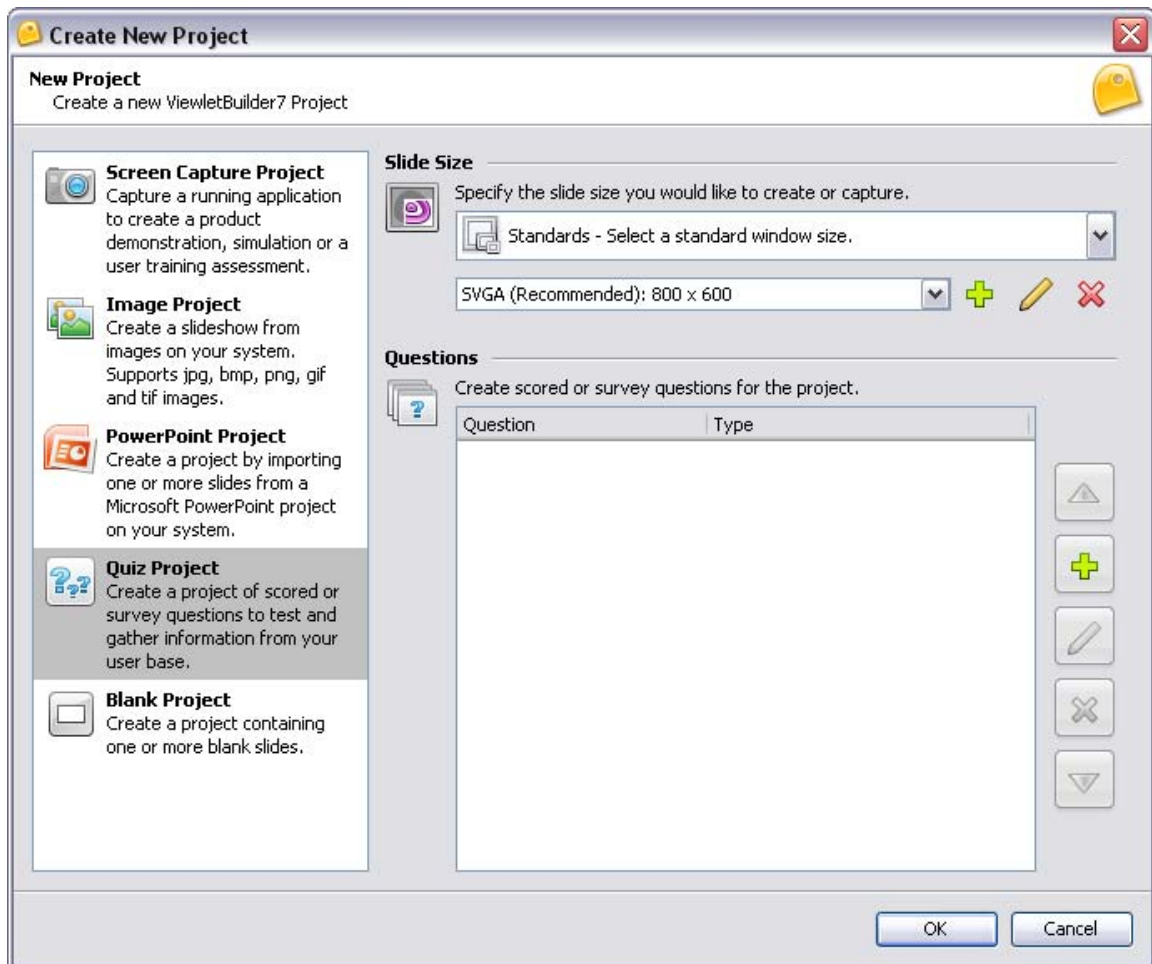 Create New Project
New Project
Create a new ViewletBuilder7 Project
Screen Capture Project
Capture a running application
to create a product
demonstration, simulation or a
user training assessment.
Image Project
Create a slideshow from
images on your system.
Supports jpg, bmp, png, gif
and tif images.
PowerPoint Project
Create a project by importing
one or more slides from a
Microsoft PowerPoint project
on your system.
Quiz Project
Create a project of scored or
survey questions to test and
gather information from your
user base.
Blank Project
Create a project containing
one or more blank slides.
Slide Size
Specify the slide size you would like to create or capture.
Standards - Select a standard window size.
SVGA (Recommended): 800 x 600
Questions
Create scored or survey questions for the project.
Question Type
OK Cancel